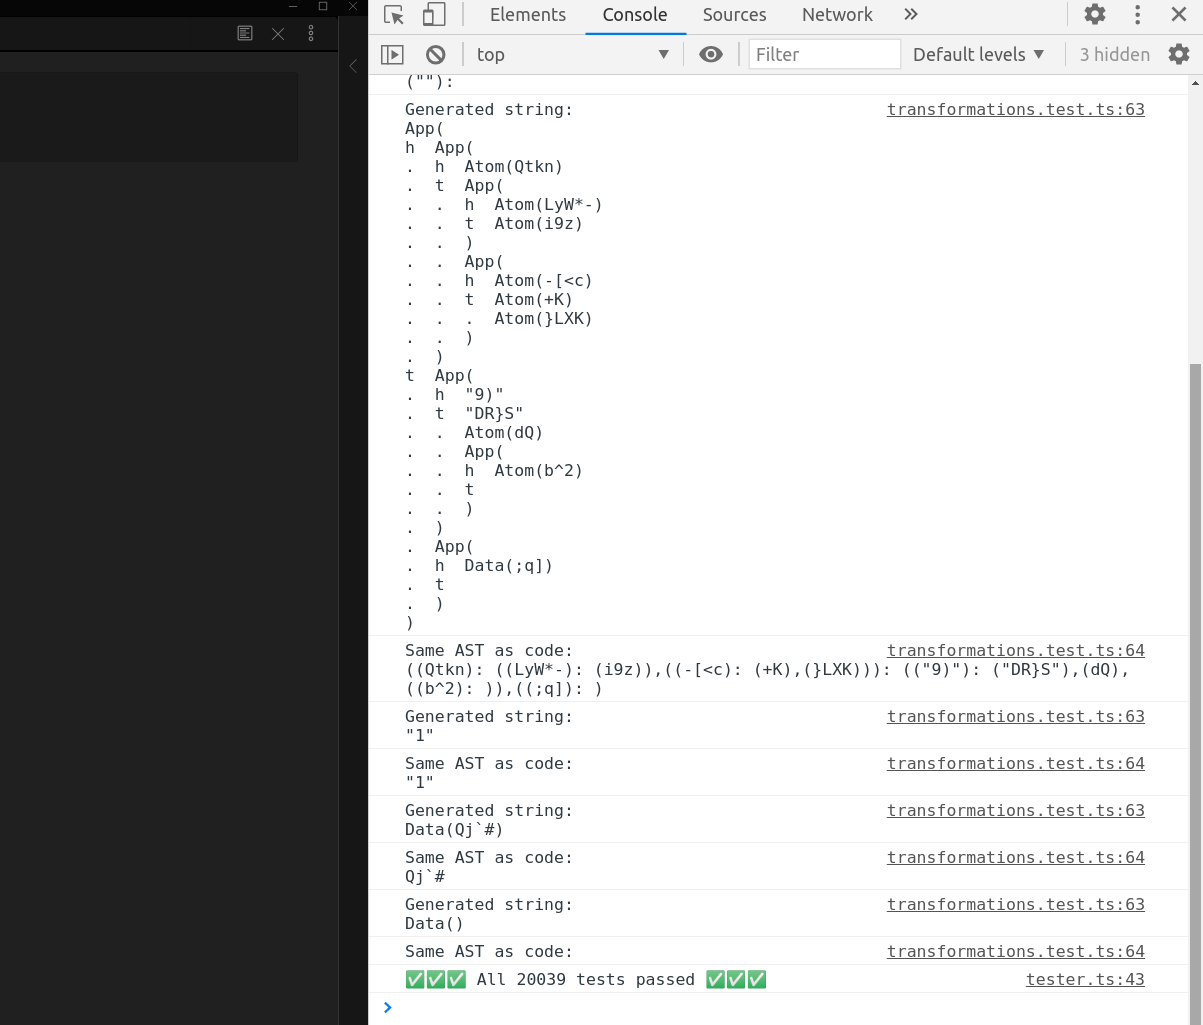 Elements Console Sources Network »
top ▼ Filter Default levels ▼ 3 hidden
(""):
Generated string: transformations.test.ts:63
App(
h  App(
.  h  Atom(Qtkn)
.  t  App(
.  .  h  Atom(LyW*-)
.  .  t  Atom(i9z)
.  .  )
.  .  App(
.  .  h  Atom(-[<c)
.  .  t  Atom(+K)
.  .  .  Atom(}LXK)
.  .  )
.  )
t  App(
.  h  "9)"
.  t  "DR}S"
.  .  Atom(dQ)
.  .  App(
.  .  h  Atom(b^2)
.  .  t
.  .  )
.  )
.  App(
.  h  Data(;q])
.  t
.  )
)
Same AST as code: transformations.test.ts:64
((Qtkn): ((LyW*-): (i9z)),((-[<c): (+K),(}LXK))): (("9)"): ("DR}S"),(dQ),
((b^2): )),((;q]): )
Generated string: transformations.test.ts:63
"1"
Same AST as code: transformations.test.ts:64
"1"
Generated string: transformations.test.ts:63
Data(Qj`#)
Same AST as code: transformations.test.ts:64
Qj`#
Generated string: transformations.test.ts:63
Data()
Same AST as code: transformations.test.ts:64
✅✅✅ All 20039 tests passed ✅✅✅ tester.ts:43